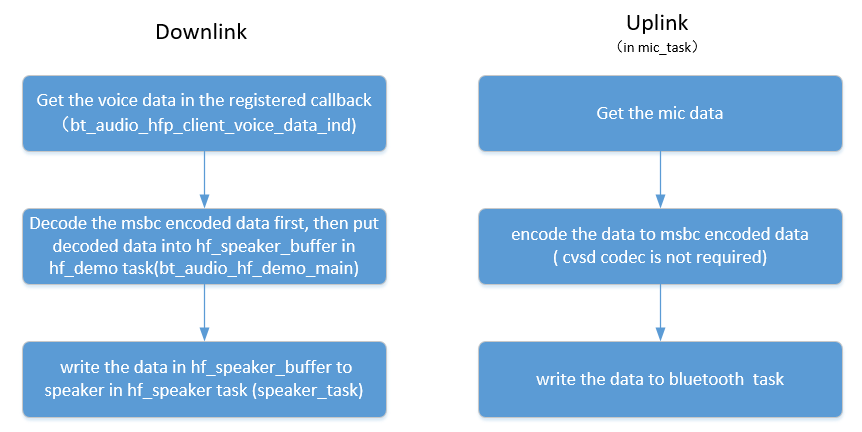 Downlink
Get the voice data in the registered callback
（bt_audio_hfp_client_voice_data_ind)
Decode the msbc encoded data first, then put
decoded data into hf_speaker_buffer in
hf_demo task(bt_audio_hf_demo_main)
write the data in hf_speaker_buffer to
speaker in hf_speaker task (speaker_task)
Uplink
（in mic_task）
Get the mic data
encode the data to msbc encoded data
( cvsd codec is not required)
write the data to bluetooth  task